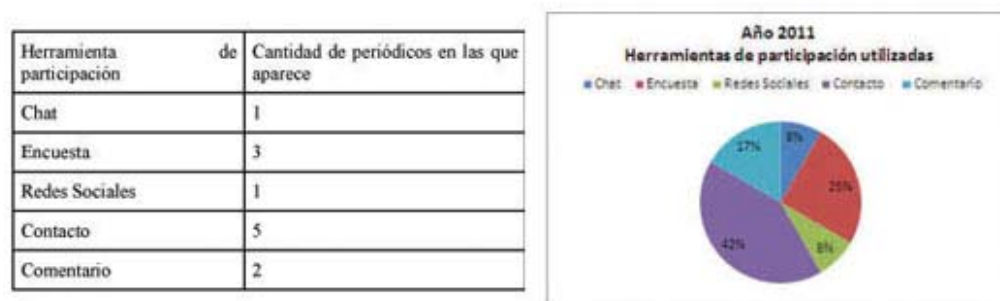 Herramienta de participación
Cantidad de periódicos en las que aparece
Chat
1
Encuesta
3
Redes Sociales
1
Contacto
5
Comentario
2
Año 2011
Herramientas de participación utilizadas
Chat Encuesta Redes Sociales Contacto Comentario
17%
8%
25%
42%
8%